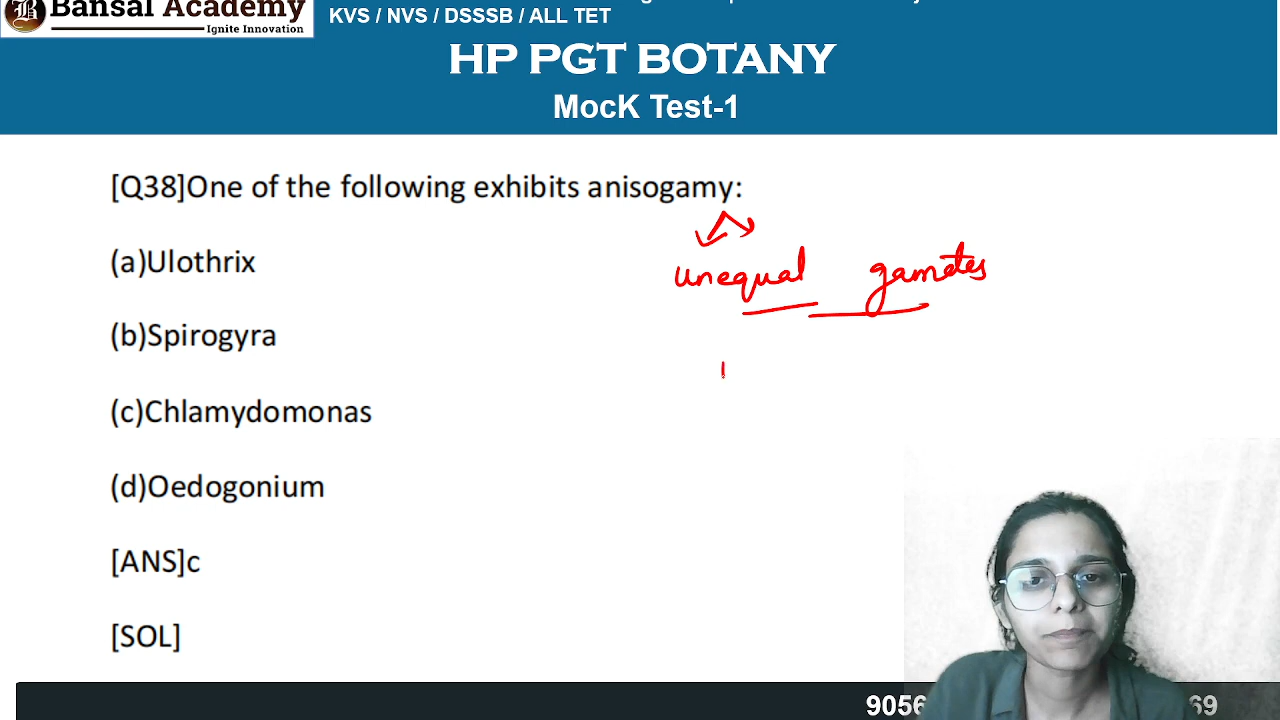 Bansal Academy
Ignite Innovation
KVS / NVS / DSSSB / ALL TET
HP PGT BOTANY
MocK Test-1
[Q38]One of the following exhibits anisogamy:
unequal gametes
(a)Ulothrix
(b)Spirogyra
(c)Chlamydomonas
(d)Oedogonium
[ANS]c
[SOL]
9056
69